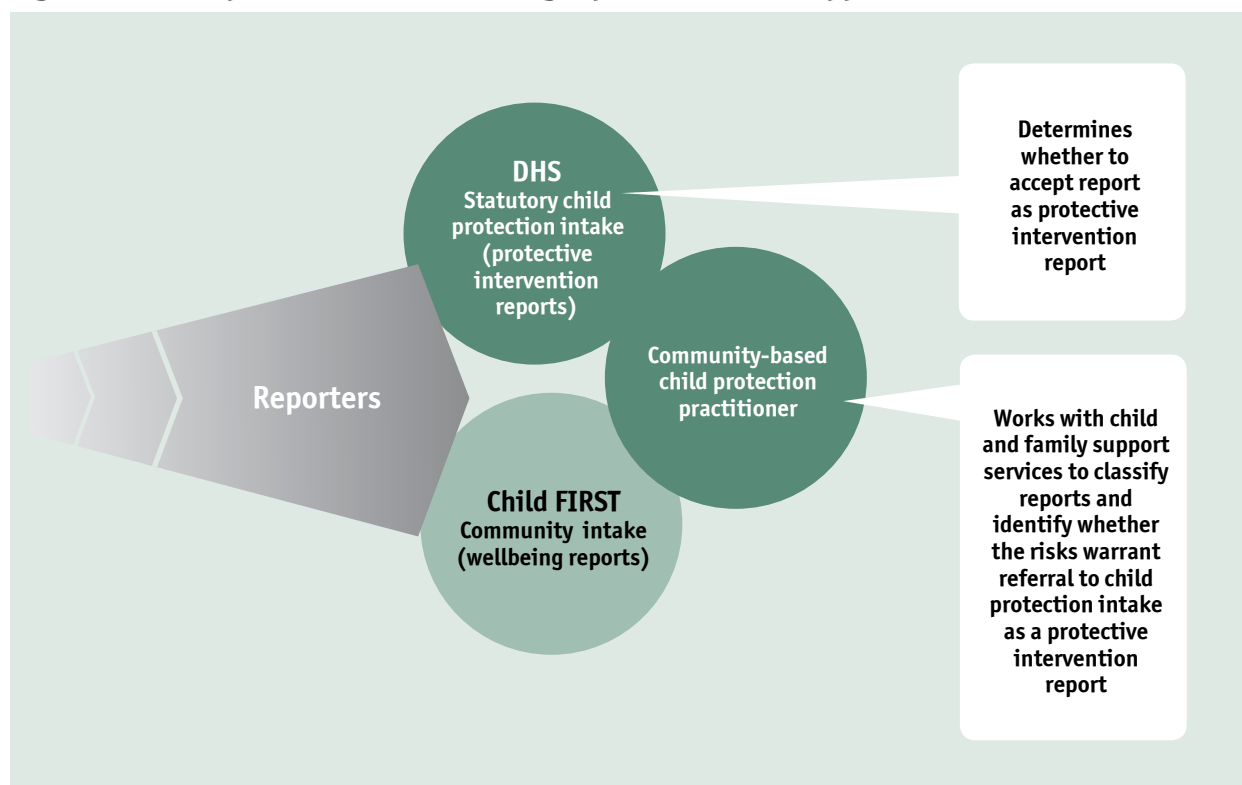 Reporters
DHS
Statutory child
protection intake
(protective
intervention
reports)
Community-based
child protection
practitioner
Child FIRST
Community intake
(wellbeing reports)
Determines
whether to
accept report
as protective
intervention
report
Works with child
and family support
services to classify
reports and
identify whether
the risks warrant
referral to child
protection intake
as a protective
intervention
report